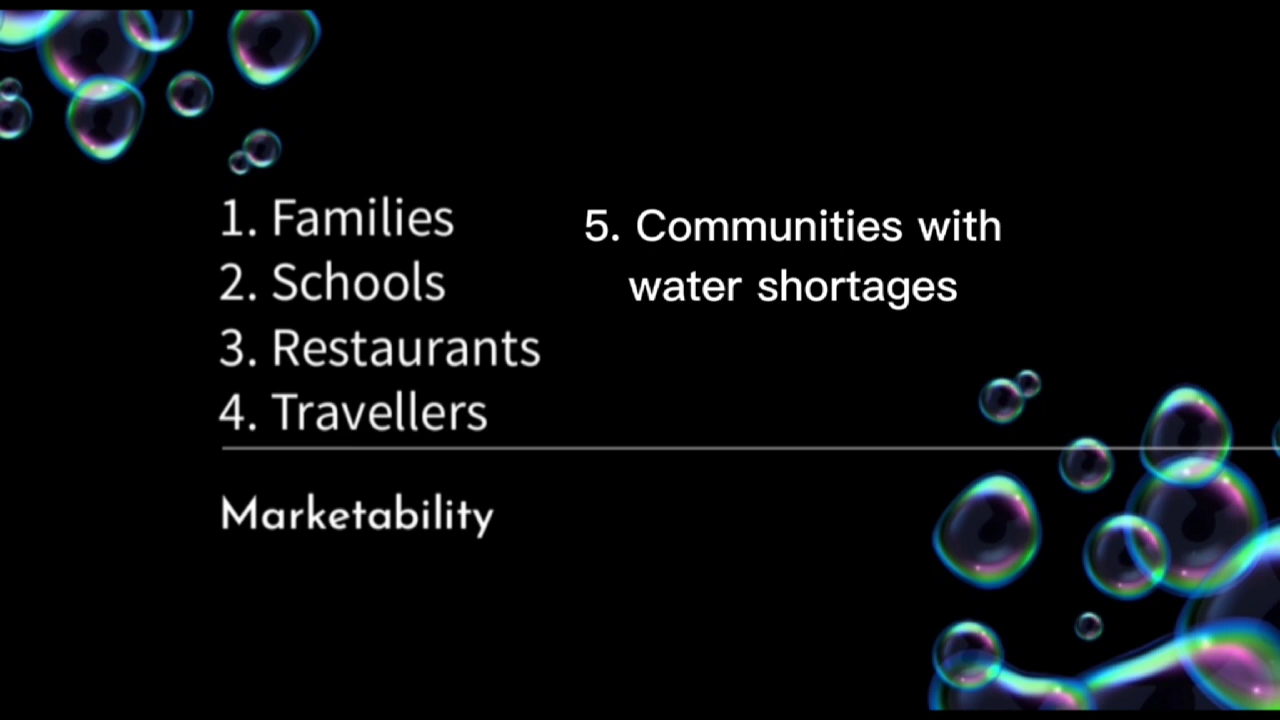 1. Families
2. Schools
3. Restaurants
4. Travellers
5. Communities with
water shortages
Marketability